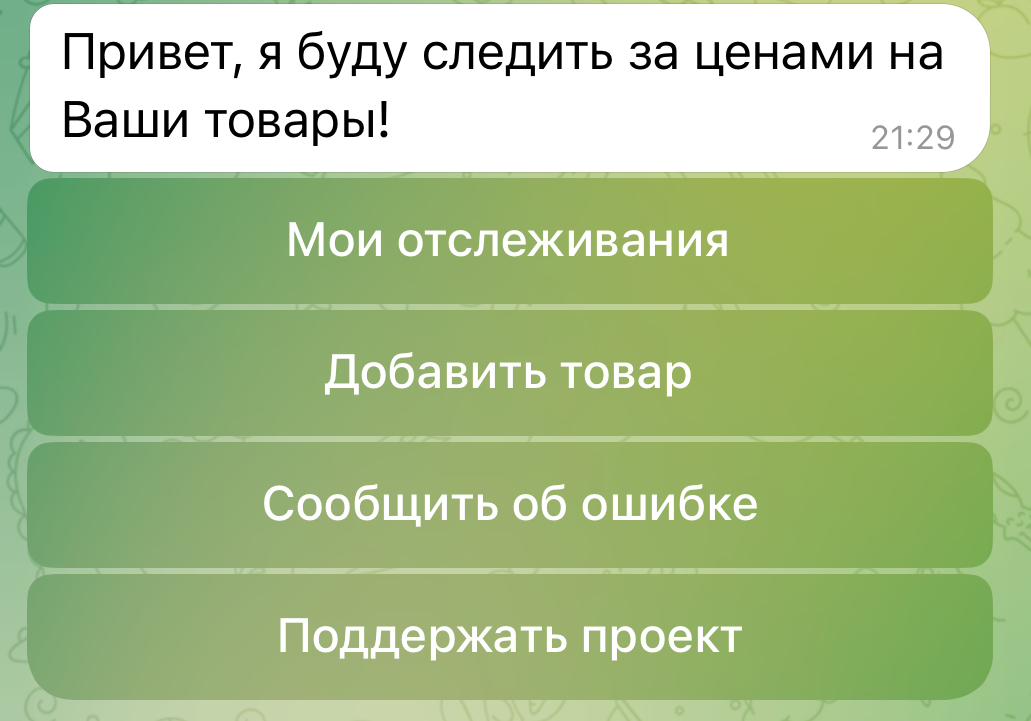 Привет, я буду следить за ценами на
Ваши товары!
21:29
Мои отслеживания
Добавить товар
Сообщить об ошибке
Поддержать проект